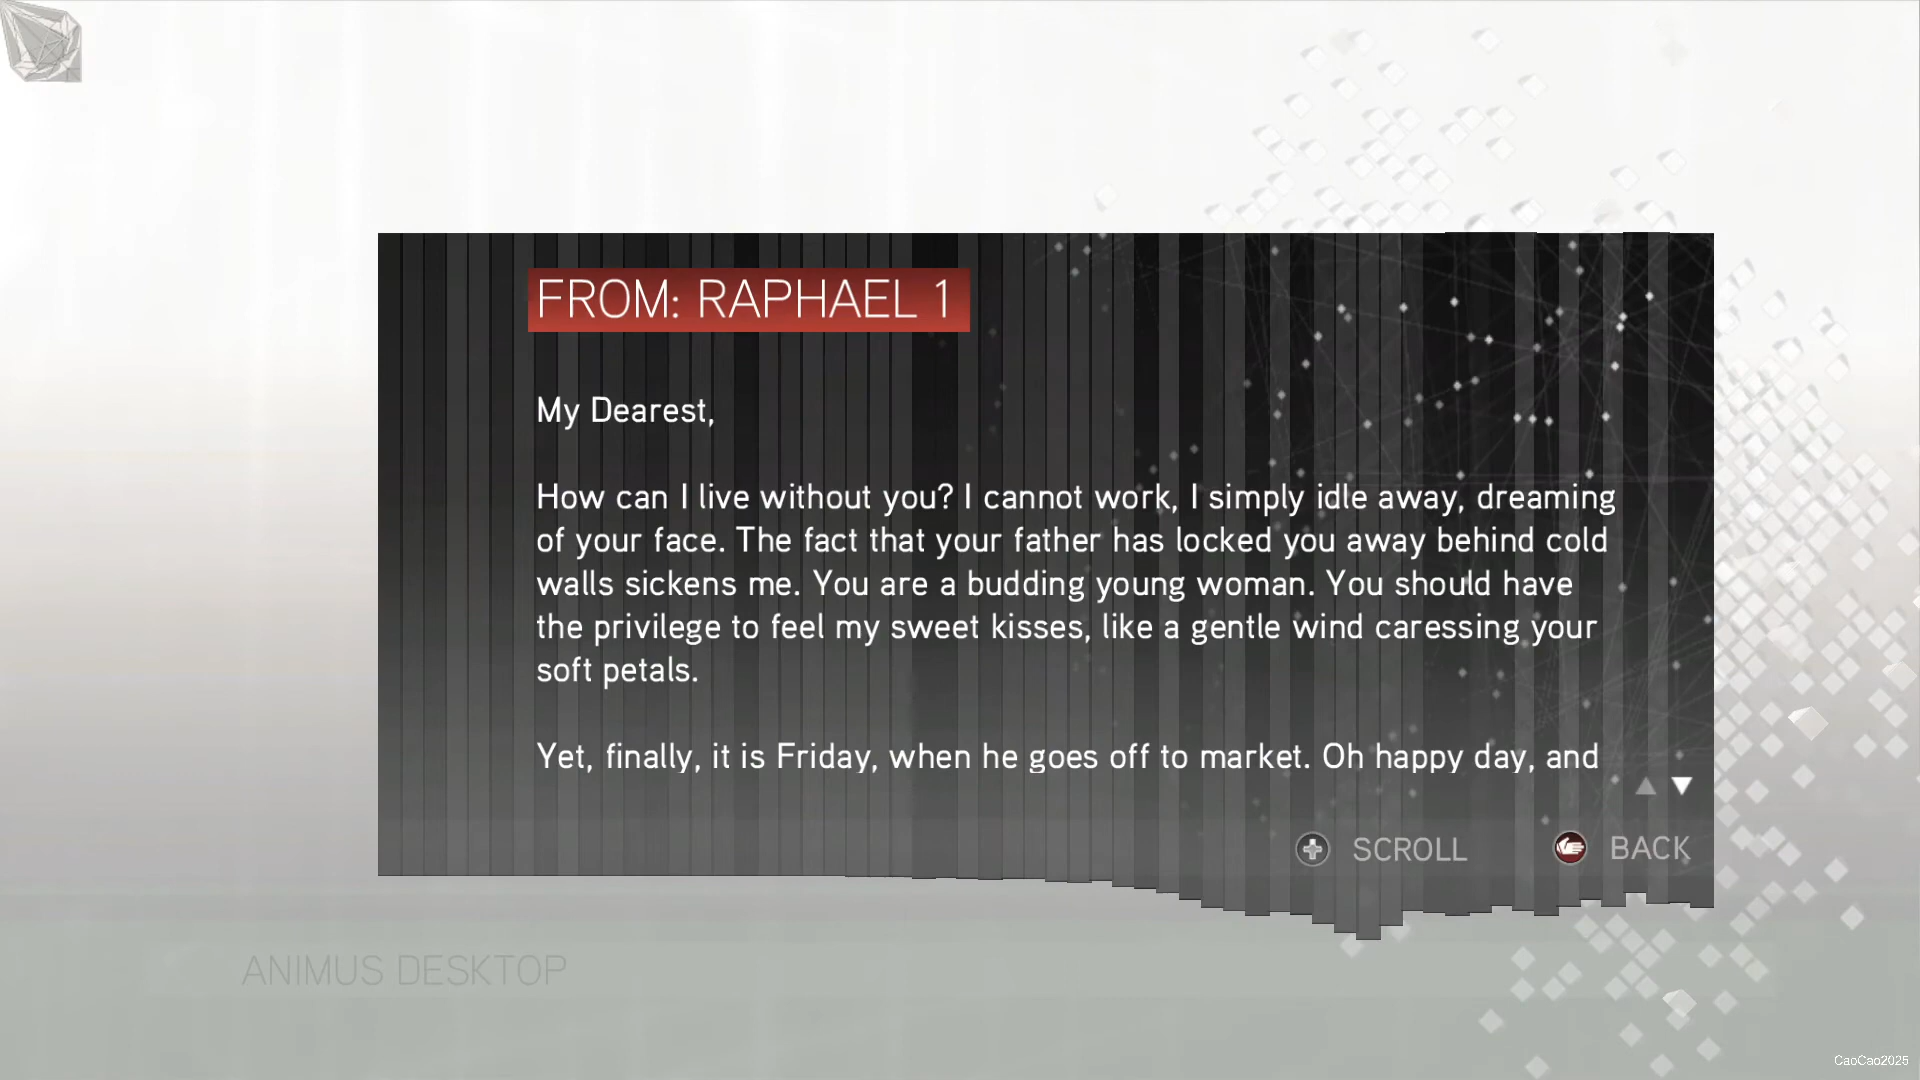 FROM: RAPHAEL 1
My Dearest,
How can I live without you? I cannot work, I simply idle away, dreaming
of your face. The fact that your father has locked you away behind cold
walls sickens me. You are a budding young woman. You should have
the privilege to feel my sweet kisses, like a gentle wind caressing your
soft petals.
Yet, finally, it is Friday, when he goes off to market. Oh happy day, and
SCROLL
BACK
ANIMUS DESKTOP
CaoCao2025